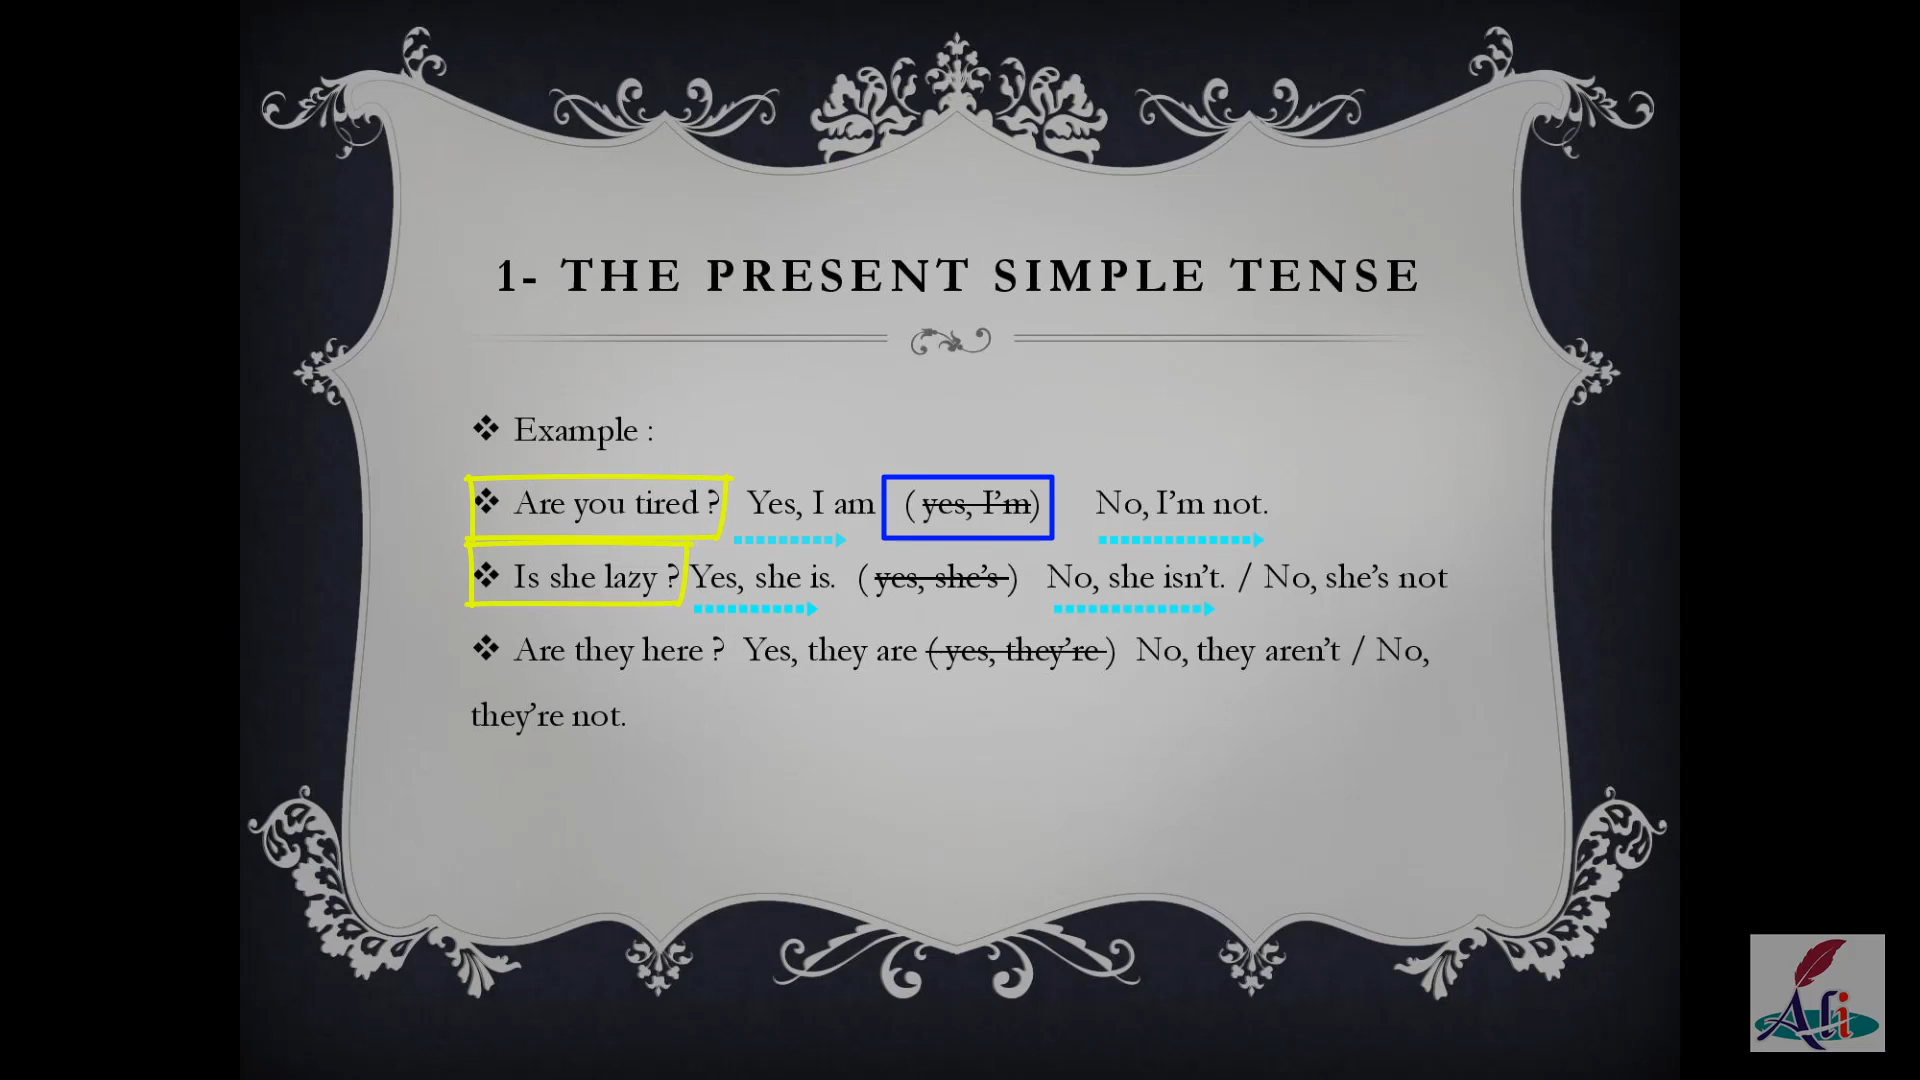 1- THE PRESENT SIMPLE TENSE
❖ Example :
❖ Are you tired ? Yes, I am ( yes, I'm) No, I'm not.
❖ Is she lazy ? Yes, she is. ( yes, she's ) No, she isn't. / No, she's not
❖ Are they here ? Yes, they are ( yes, they're ) No, they aren't / No,
they're not.
Ali